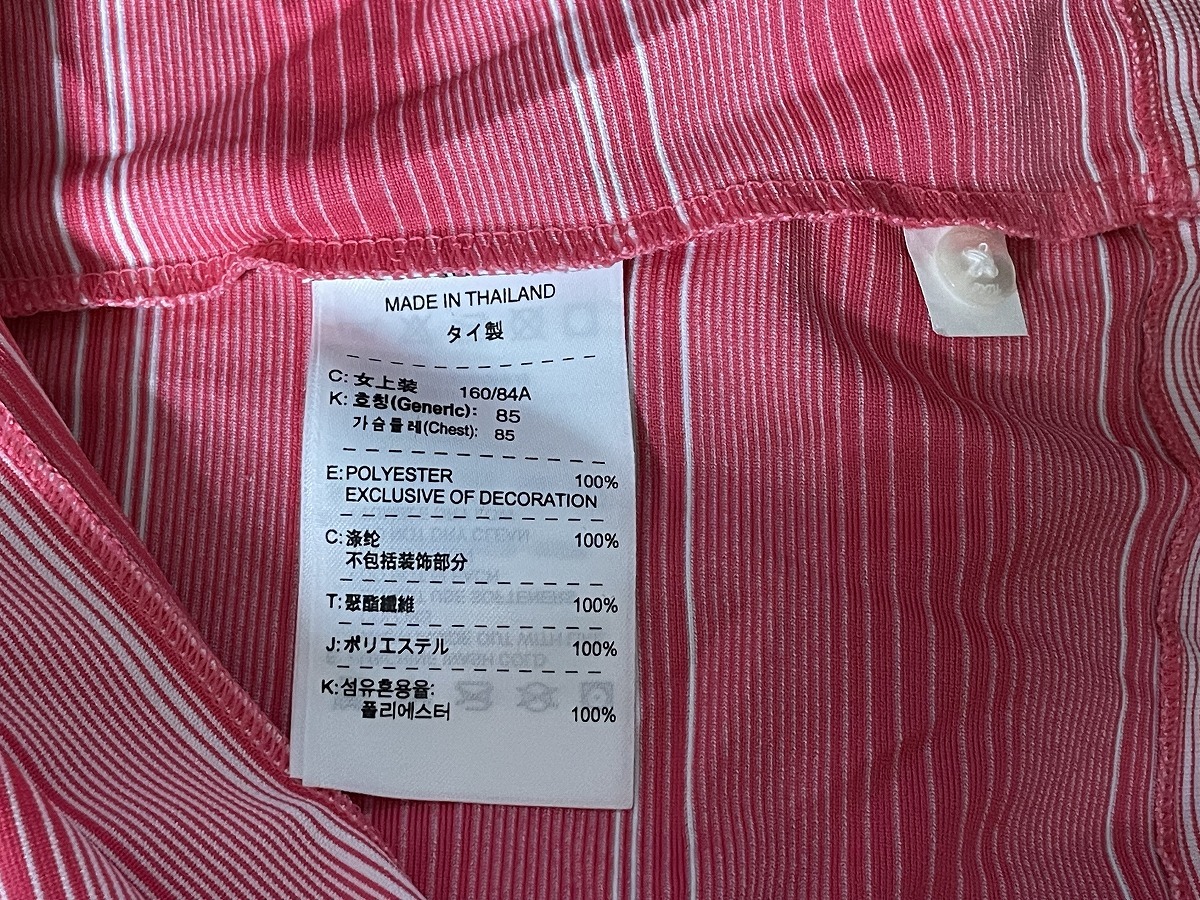 MADE IN THAILAND
タイ製
C: 女上装 160/84A
K: 호칭(Generic): 85
가슴둘레(Chest): 85
E: POLYESTER 100%
EXCLUSIVE OF DECORATION
C: 涤纶 100%
不包括装饰部分
T: 聚酯纖維 100%
J: ポリエステル 100%
K: 섬유혼용율:
폴리에스터 100%